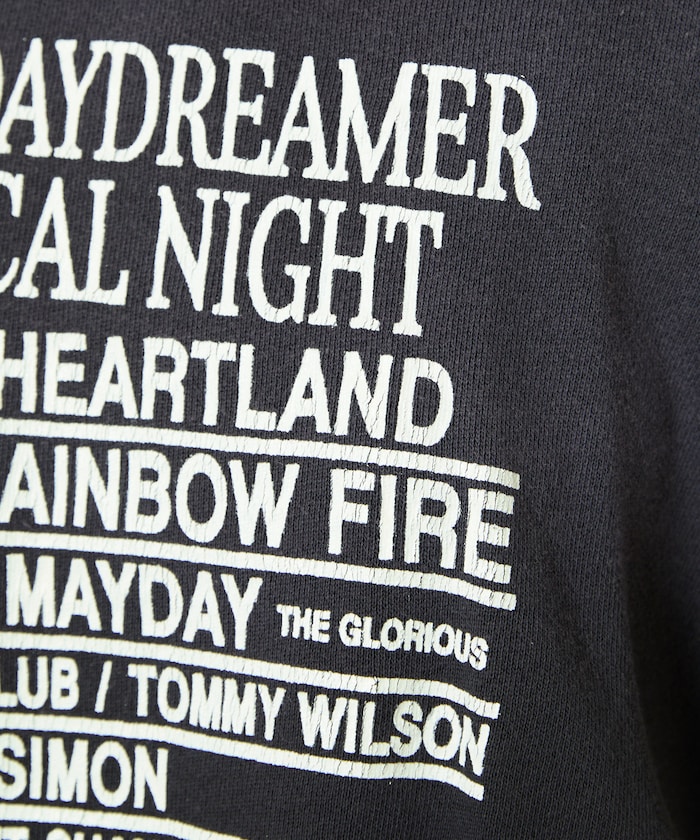 DAYDREAMER
CAL NIGHT
HEARTLAND
AINBOW FIRE
MAYDAY THE GLORIOUS
LUB / TOMMY WILSON
SIMON